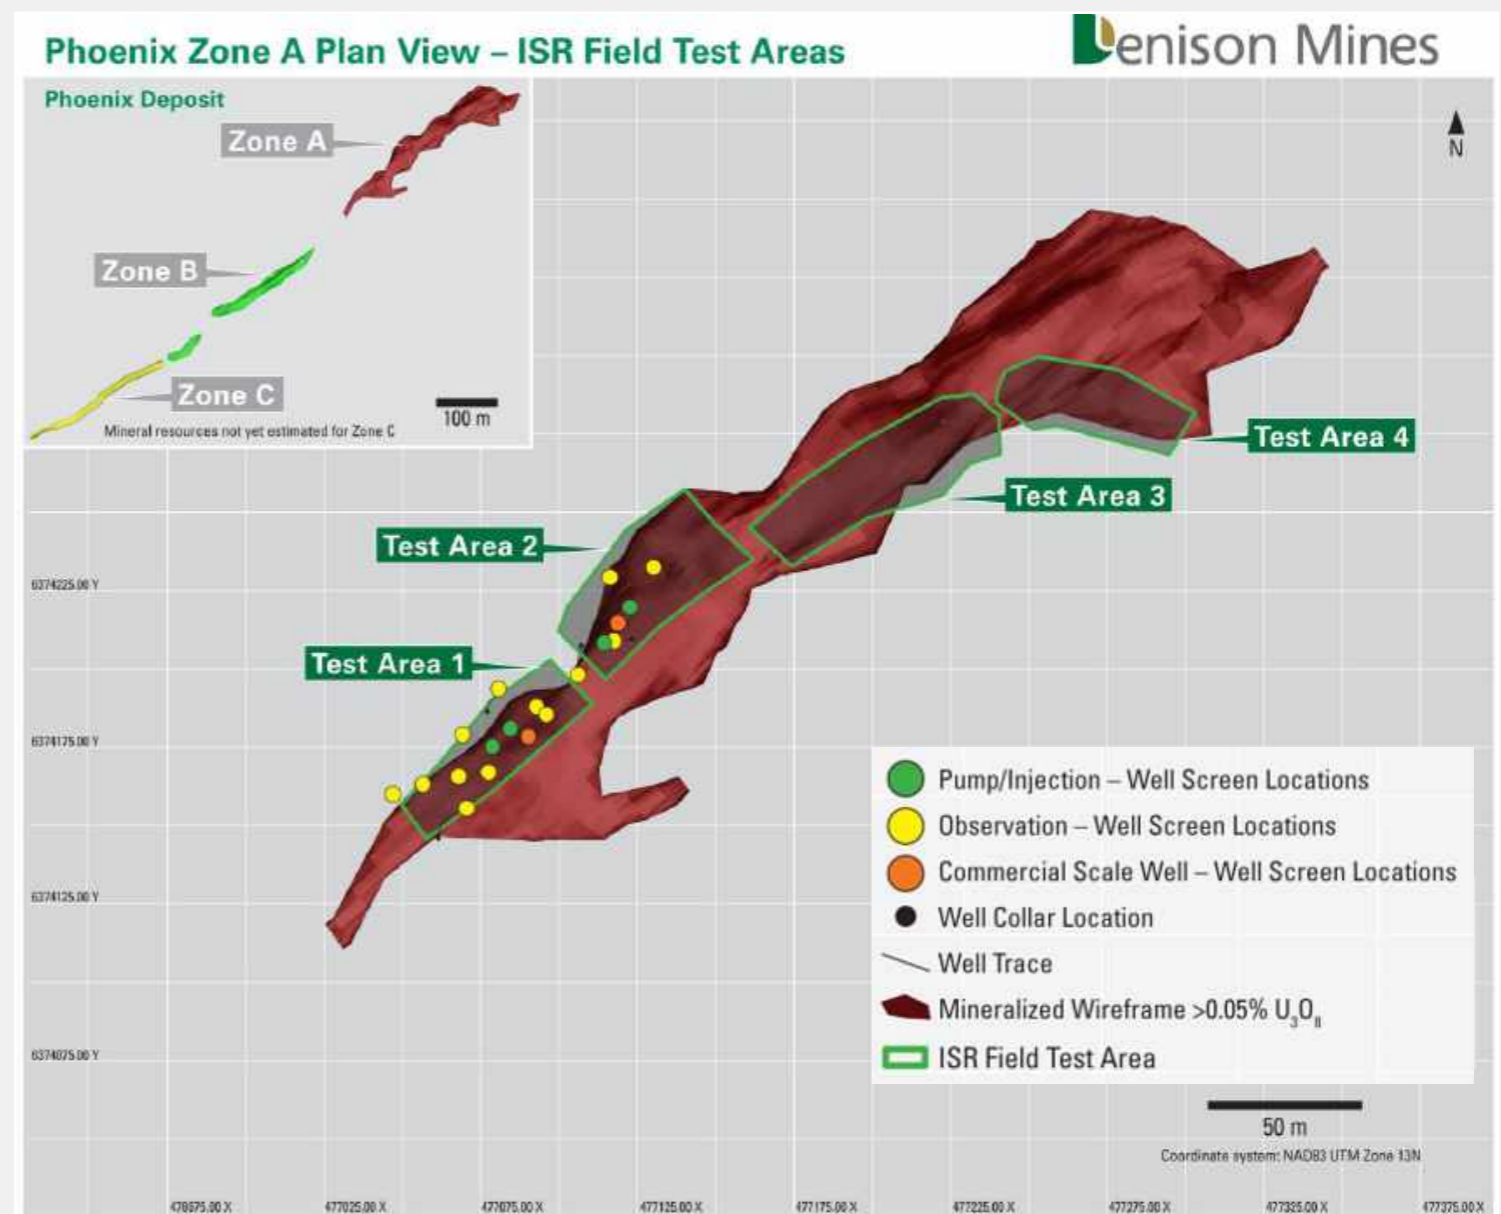 Phoenix Zone A Plan View – ISR Field Test Areas
Denison Mines
Phoenix Deposit
Zone A
Zone B
Zone C
100 m
Mineral resources not yet estimated for Zone C
N
Test Area 4
Test Area 3
Test Area 2
Test Area 1
6374225.00 Y
6374175.00 Y
6374125.00 Y
6374075.00 Y
Pump/Injection – Well Screen Locations
Observation – Well Screen Locations
Commercial Scale Well – Well Screen Locations
Well Collar Location
Well Trace
Mineralized Wireframe >0.05% U₃O₈
ISR Field Test Area
50 m
Coordinate system: NAD83 UTM Zone 13N
476975.00 X 477025.00 X 477075.00 X 477125.00 X 477175.00 X 477225.00 X 477275.00 X 477325.00 X 477375.00 X